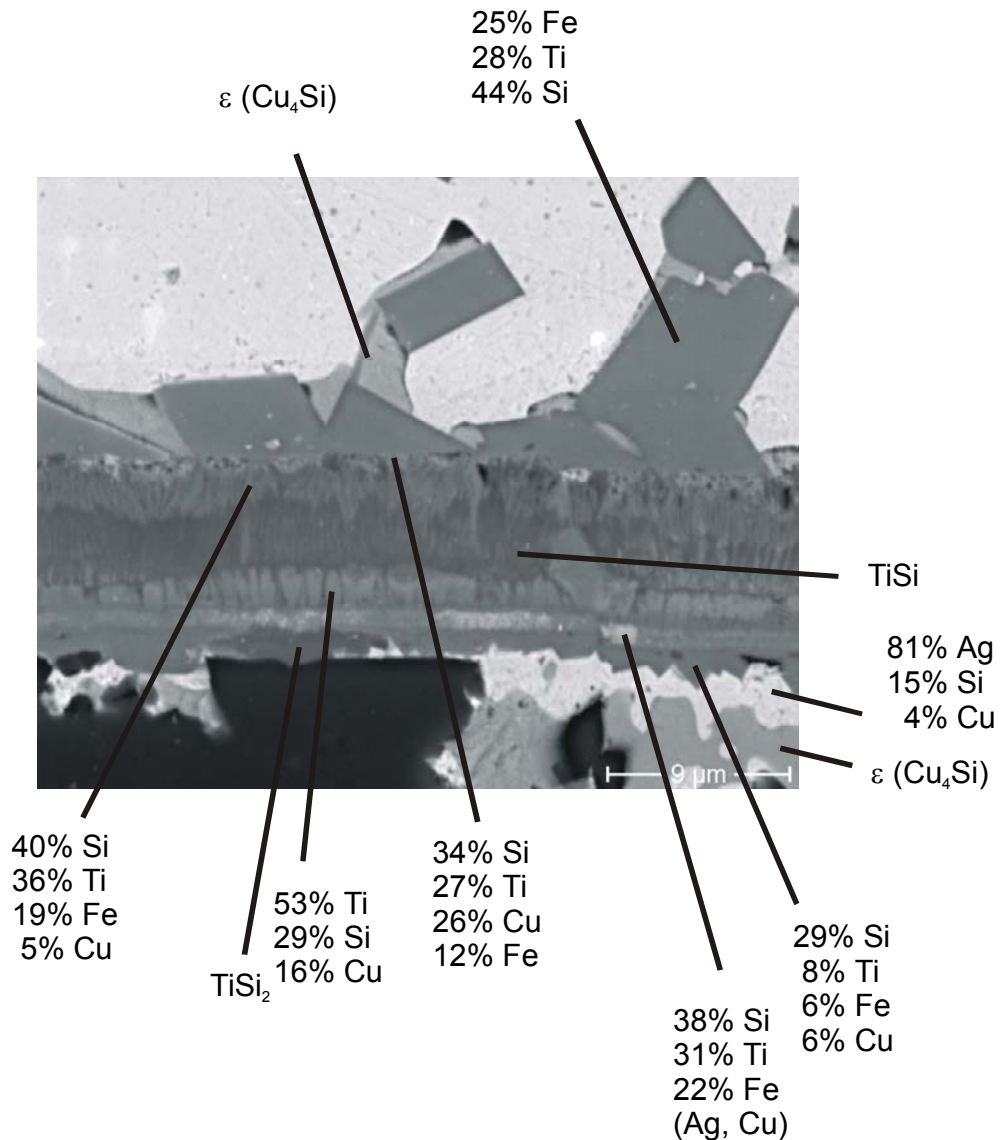 25% Fe
28% Ti
44% Si
ε (Cu₄Si)
TiSi
81% Ag
15% Si
4% Cu
ε (Cu₄Si)
9 µm
40% Si
36% Ti
19% Fe
5% Cu
TiSi₂
53% Ti
29% Si
16% Cu
34% Si
27% Ti
26% Cu
12% Fe
38% Si
31% Ti
22% Fe
(Ag, Cu)
29% Si
8% Ti
6% Fe
6% Cu